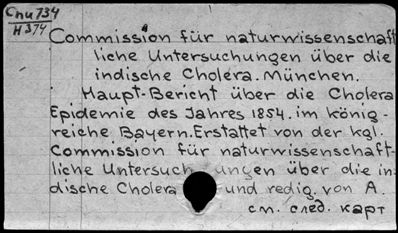 Cnu 734
H 374
Commission für naturwissenschaft
liche Untersuchungen über die
indische Cholera. München.
Haupt-Bericht über die Cholera
Epidemie des Jahres 1854. im König-
reiche Bayern. Erstattet von der kgl.
Commission für naturwissenschaft-
liche Untersuchungen über die in-
dische Cholera und redig. von A.
см. след. карт